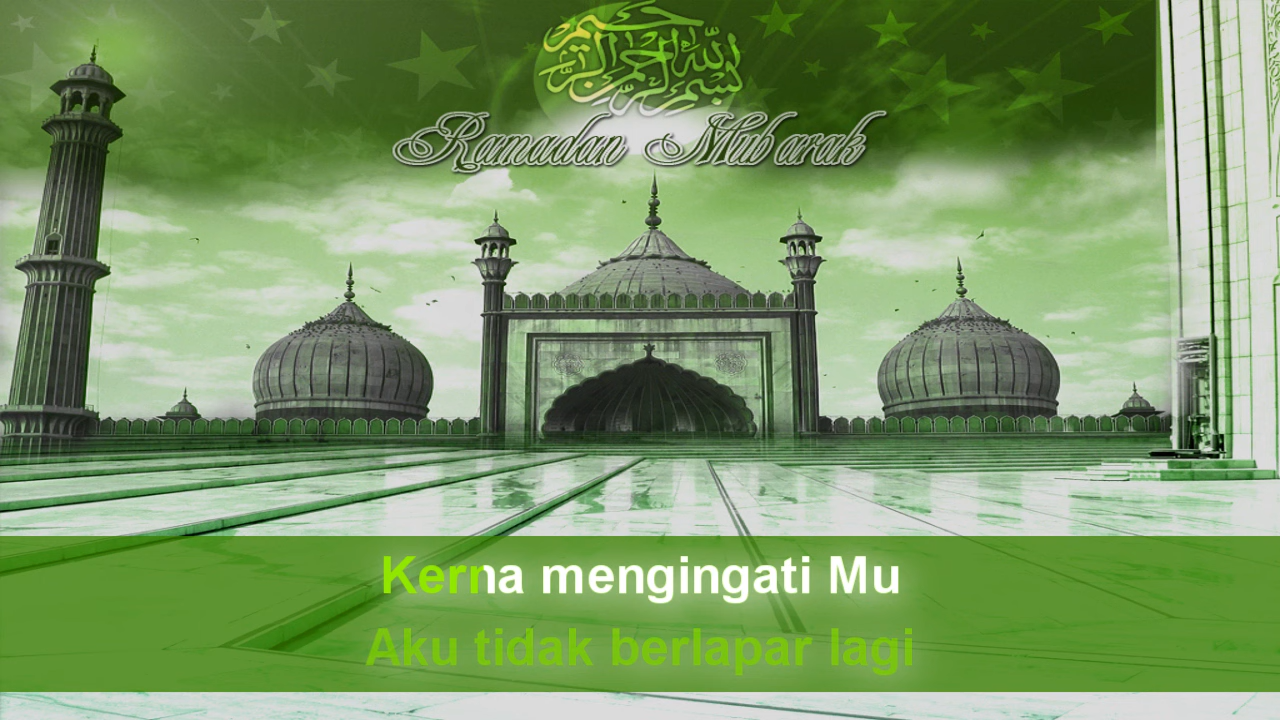 بسم الله الرحمن الرحيم
Ramadan Mubarak
Kerna mengingati Mu
Aku tidak berlapar lagi